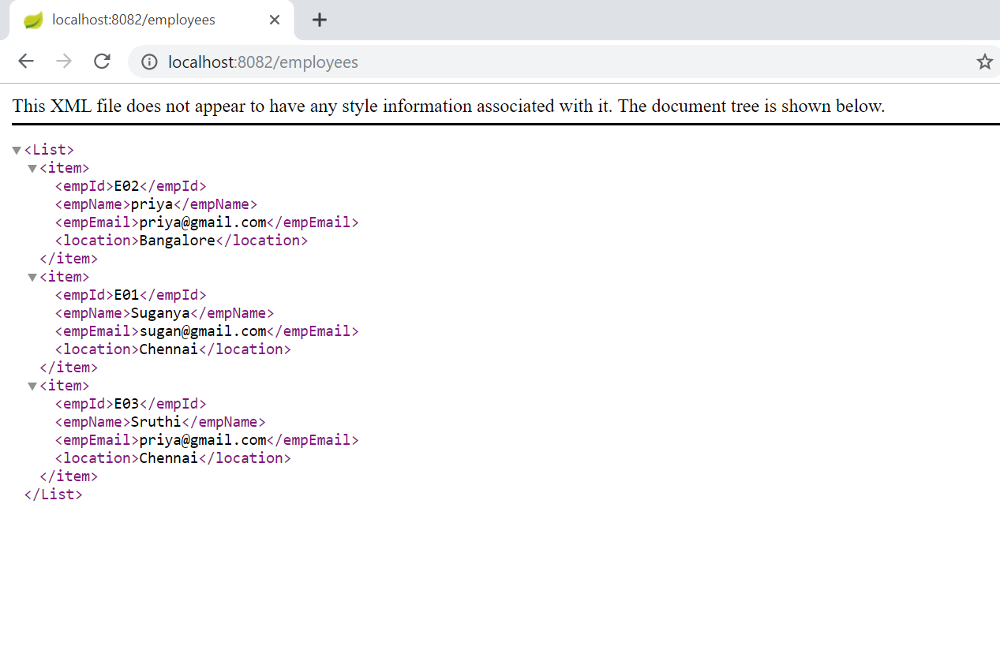 localhost:8082/employees
localhost:8082/employees
This XML file does not appear to have any style information associated with it. The document tree is shown below.
<List>
<item>
<empId>E02</empId>
<empName>priya</empName>
<empEmail>priya@gmail.com</empEmail>
<location>Bangalore</location>
</item>
<item>
<empId>E01</empId>
<empName>Suganya</empName>
<empEmail>sugan@gmail.com</empEmail>
<location>Chennai</location>
</item>
<item>
<empId>E03</empId>
<empName>Sruthi</empName>
<empEmail>priya@gmail.com</empEmail>
<location>Chennai</location>
</item>
</List>